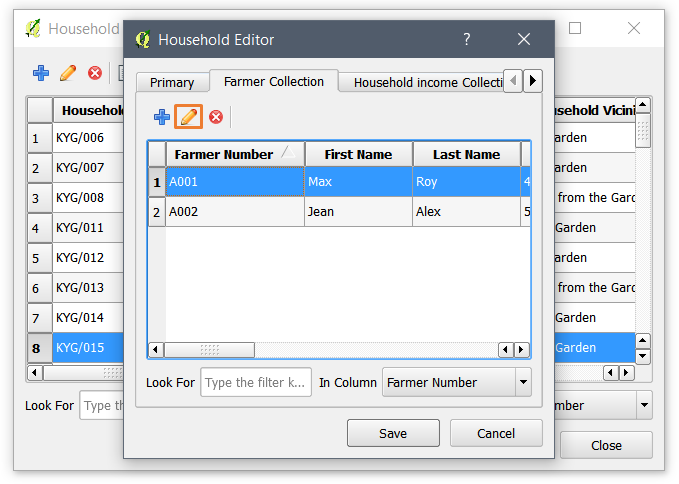 Household
Household Editor
?
Primary
Farmer Collection
Household income Collecti
Household
usehold Vicini
Farmer Number
First Name
Last Name
1 KYG/006
arden
1 A001 Max Roy 4
2 KYG/007
arden
2 A002 Jean Alex 5
3 KYG/008
from the Gard
4 KYG/011
Garden
5 KYG/012
arden
6 KYG/013
from the Gard
7 KYG/014
Garden
8 KYG/015
Garden
Look For
Type the filter k...
In Column
Farmer Number
Look For
Type th
mber
Save
Cancel
Close